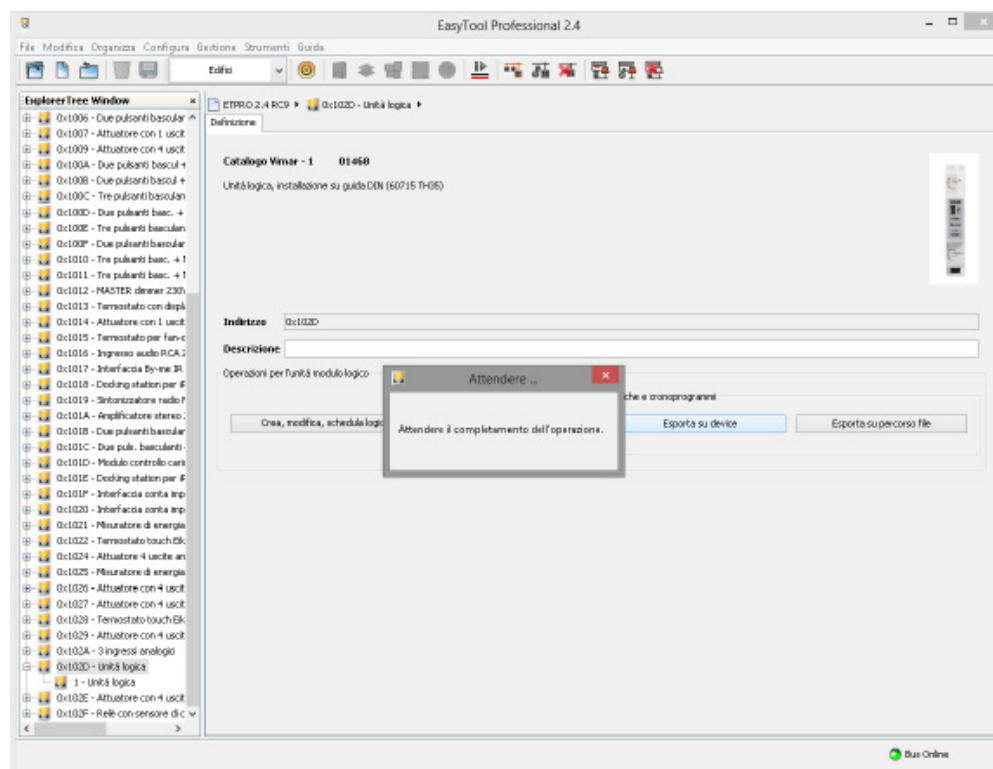 EasyTool Professional 2.4
File Modifica Organizza Configura Gestione Strumenti Guida
Edifici
ExplorerTree Window
ETPRO 2.4 RC9 0x102D - Unità logica
Definizione
0x1006 - Due pulsanti bascular
0x1007 - Attuatore con 1 uscit
0x1009 - Attuatore con 4 uscit
0x100A - Due pulsanti bascul +
0x100B - Due pulsanti bascul +
0x100C - Tre pulsanti basculan
0x100D - Due pulsanti basc. +
0x100E - Tre pulsanti basculan
0x100F - Due pulsanti bascular
0x1010 - Tre pulsanti basc. +
0x1011 - Tre pulsanti basc. +
0x1012 - MASTER dimmer 230
0x1013 - Termostato con displ
0x1014 - Attuatore con 1 uscit
0x1015 - Termostato per fan-c
0x1016 - Ingresso audio RCA 2
0x1017 - Interfaccia By-me IR
0x1018 - Docking station per iP
0x1019 - Sintonizzatore radio F
0x101A - Amplificatore stereo
0x101B - Due pulsanti bascular
0x101C - Due puls. basculanti
0x101D - Modulo controllo cari
0x101E - Docking station per iP
0x101F - Interfaccia conta imp
0x1020 - Interfaccia conta imp
0x1021 - Misuratore di energia
0x1022 - Termostato touch Eik
0x1024 - Attuatore 4 uscite an
0x1025 - Misuratore di energia
0x1026 - Attuatore con 4 uscit
0x1027 - Attuatore con 4 uscit
0x1028 - Termostato touch Eik
0x1029 - Attuatore con 4 uscit
0x102A - 3 ingressi analogici
0x102D - Unità logica
1 - Unità logica
0x102E - Attuatore con 4 uscit
0x102F - Relè con sensore di c
Catalogo Vimar - 1 01468
Unità logica, installazione su guida DIN (60715 TH35)
Indirizzo 0x102D
Descrizione
Operazioni per l'unità modulo logico
che e cronoprogrammi
Crea, modifica, schedula logic
Esporta su device
Esporta su percorso file
Attendere ...
Attendere il completamento dell'operazione.
Bus Online